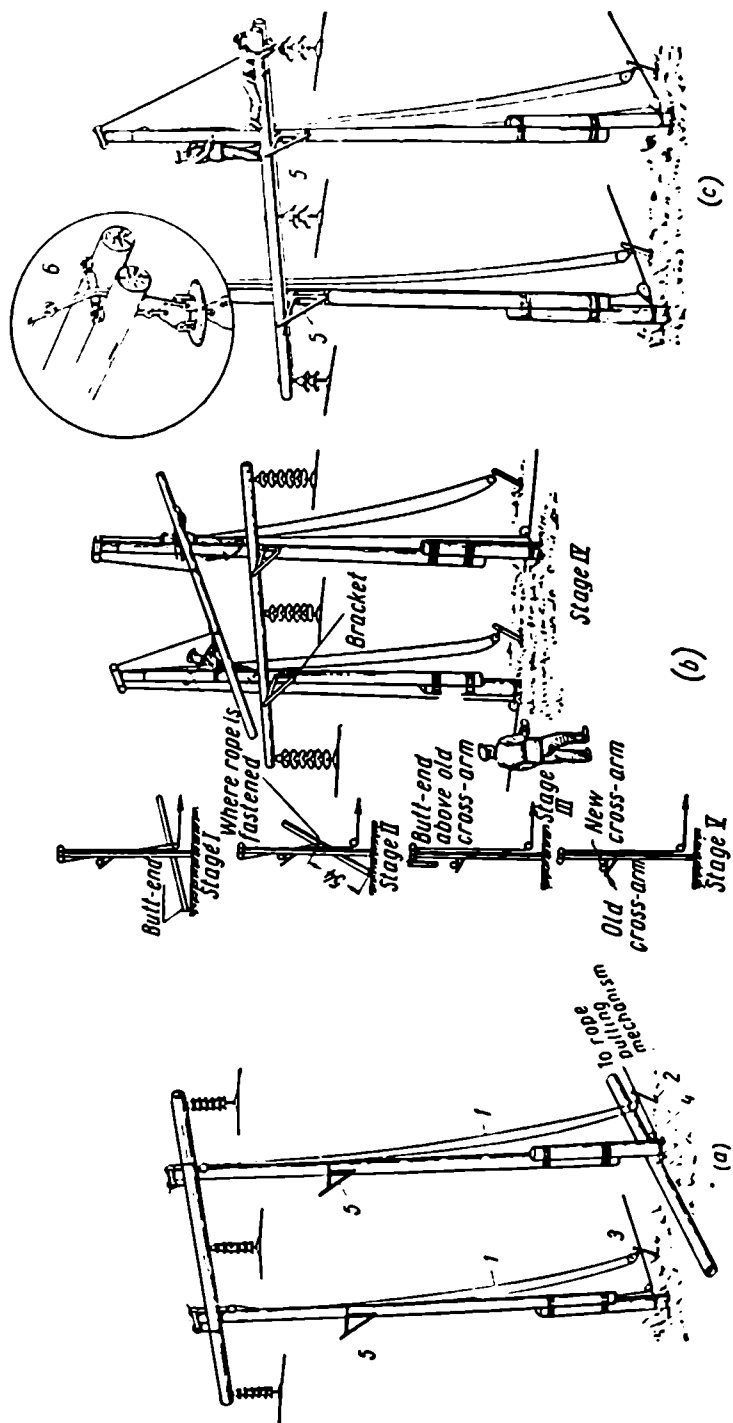 1
1
5
5
3
2
4
To rope
pulling
mechanism
(a)
Butt-end
Stage I
Where rope is
fastened
Stage II
Butt-end
above old
cross-arm
Stage
III
Old
cross-arm
New
cross-arm
Stage V
Bracket
Stage IV
(b)
6
5
5
(c)